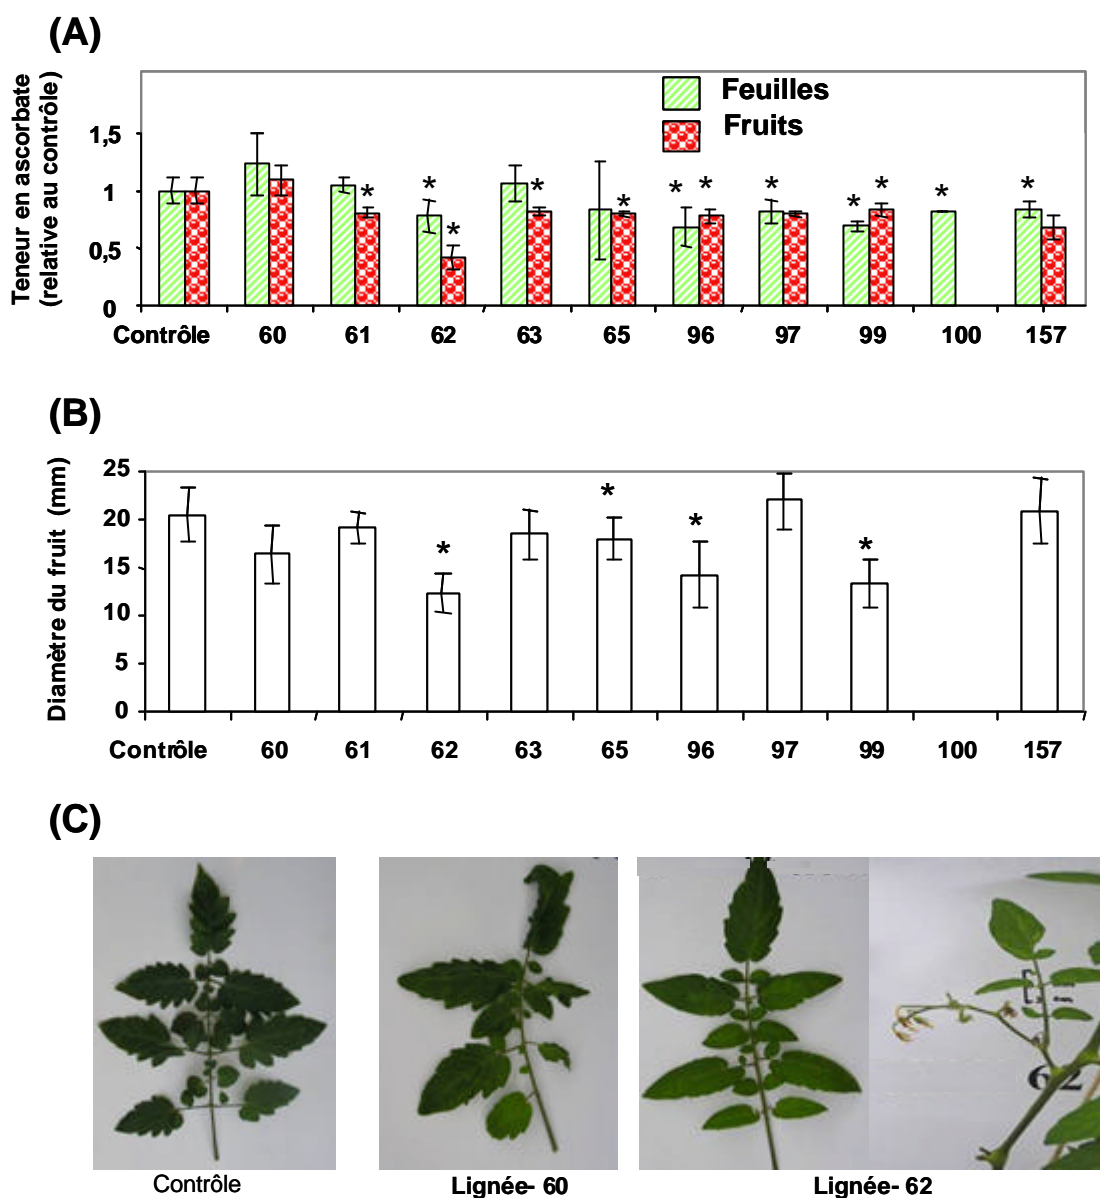 (A)
Teneur en ascorbate
(relative au contrôle)
1,5
1
0,5
0
Feuilles
Fruits
* * * * * * * * * * * *
Contrôle 60 61 62 63 65 96 97 99 100 157
(B)
Diamètre du fruit (mm)
25
20
15
10
5
0
* * * *
Contrôle 60 61 62 63 65 96 97 99 100 157
(C)
62
Contrôle Lignée- 60 Lignée- 62